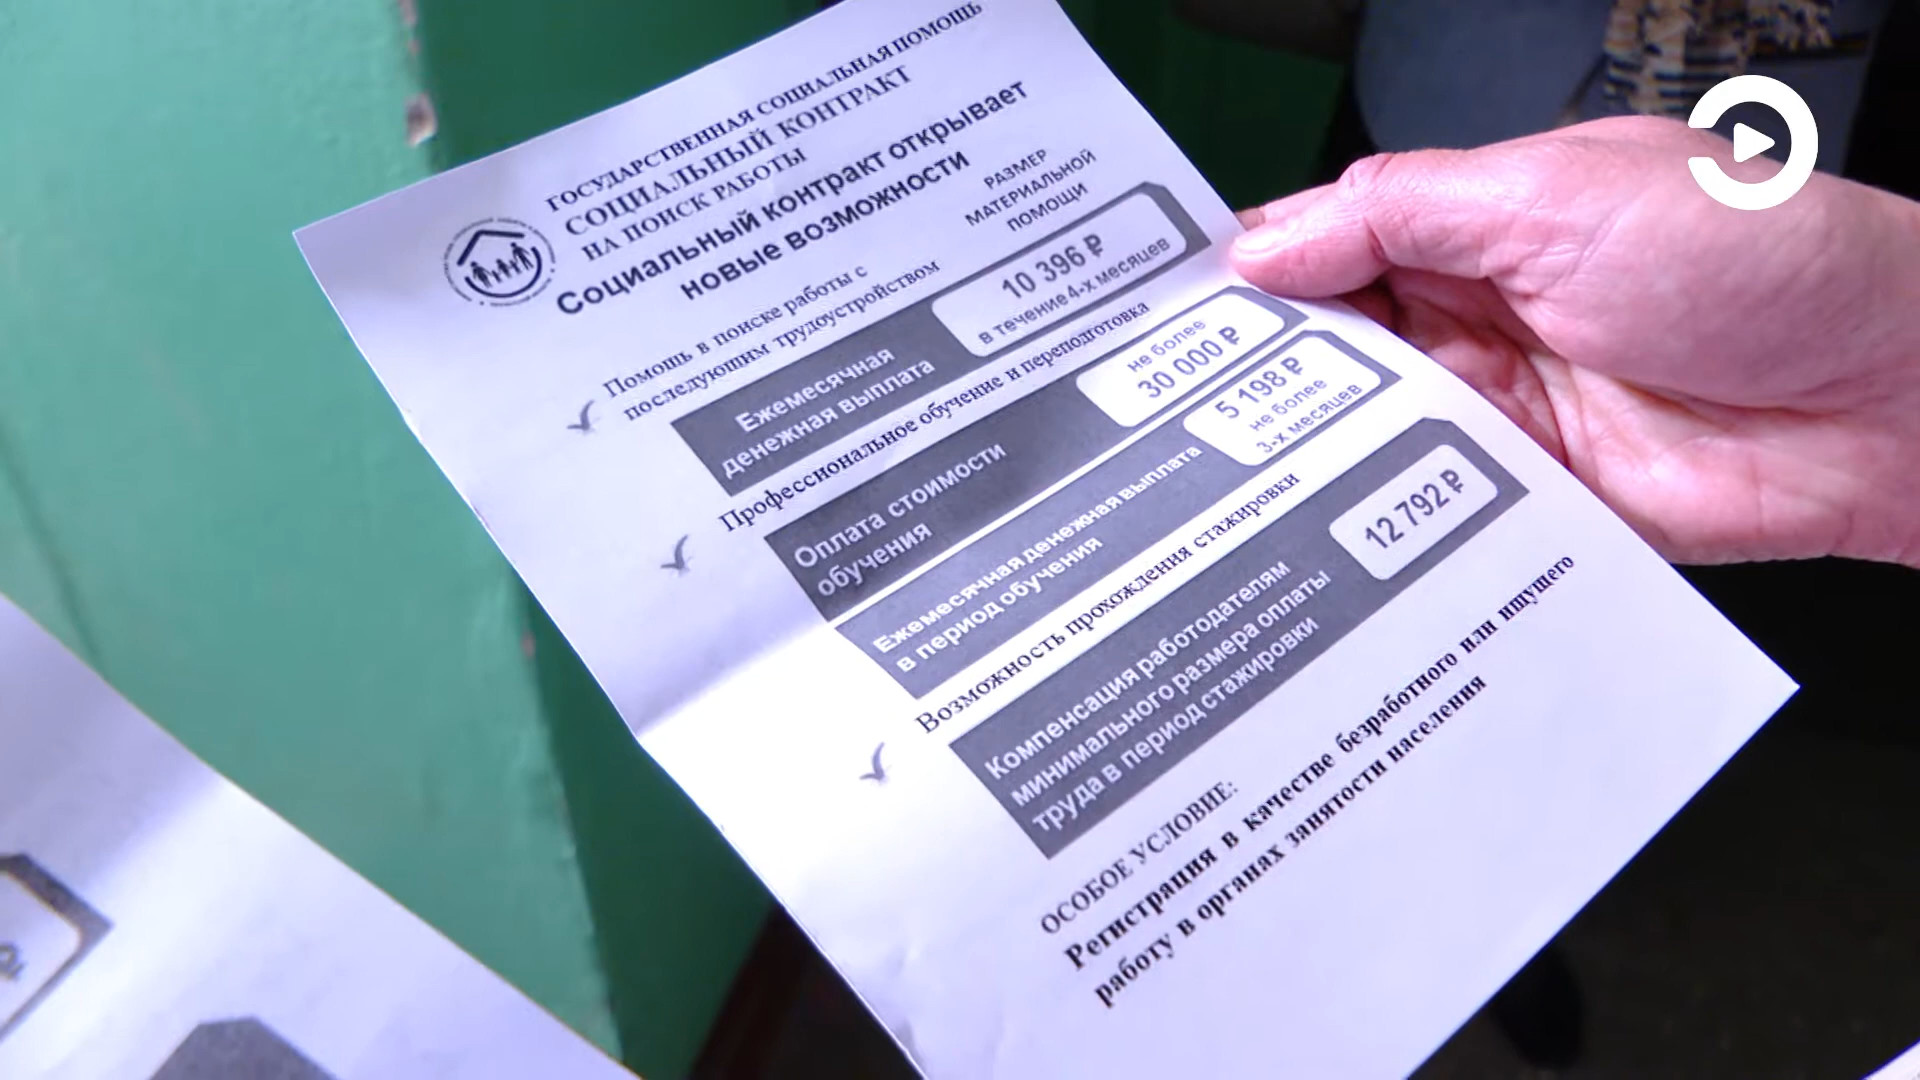 ГОСУДАРСТВЕННАЯ СОЦИАЛЬНАЯ ПОМОЩЬ
СОЦИАЛЬНЫЙ КОНТРАКТ
НА ПОИСК РАБОТЫ
Социальный контракт открывает
новые возможности
РАЗМЕР
МАТЕРИАЛЬНОЙ
ПОМОЩИ
Помощь в поиске работы с
последующим трудоустройством
Ежемесячная
денежная выплата
10 396 ₽
в течение 4-х месяцев
Профессиональное обучение и переподготовка
Оплата стоимости
обучения
не более
30 000 ₽
Ежемесячная денежная выплата
в период обучения
5 198 ₽
не более
3-х месяцев
Возможность прохождения стажировки
Компенсация работодателям
минимального размера оплаты
труда в период стажировки
12 792 ₽
ОСОБОЕ УСЛОВИЕ:
Регистрация в качестве безработного или ищущего
работу в органах занятости населения
₽